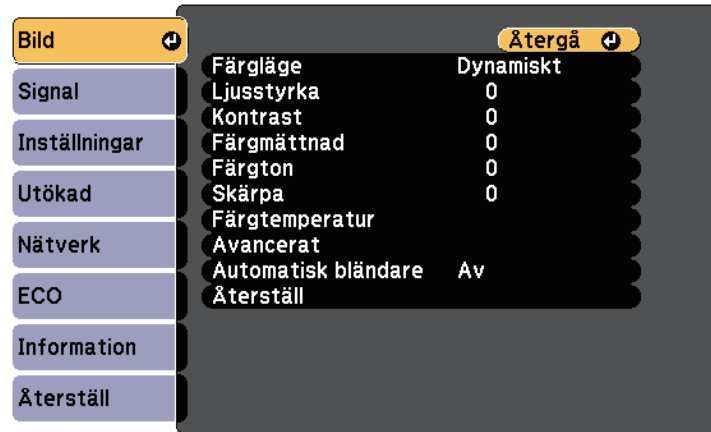 Bild
Signal
Inställningar
Utökad
Nätverk
ECO
Information
Återställ
Återgå
Färgläge Dynamiskt
Ljusstyrka 0
Kontrast 0
Färgmättnad 0
Färgton 0
Skärpa 0
Färgtemperatur
Avancerat
Automatisk bländare Av
Återställ